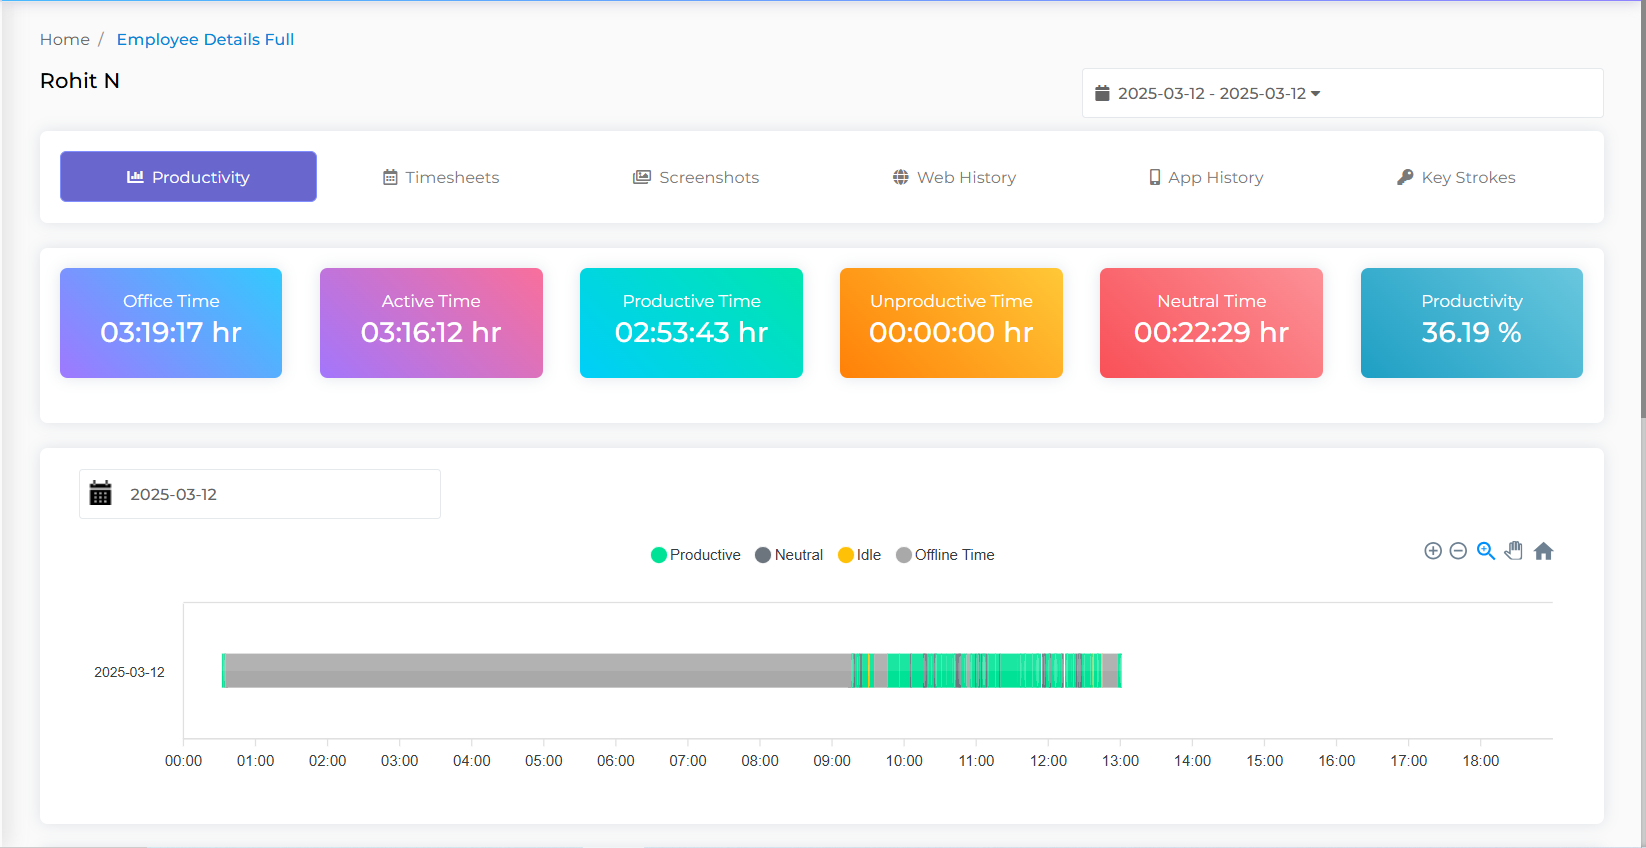 Home / Employee Details Full
Rohit N
2025-03-12 - 2025-03-12
Productivity Timesheets Screenshots Web History App History Key Strokes
Office Time Active Time Productive Time Unproductive Time Neutral Time Productivity
03:19:17 hr 03:16:12 hr 02:53:43 hr 00:00:00 hr 00:22:29 hr 36.19 %
2025-03-12
Productive Neutral Idle Offline Time
2025-03-12
00:00 01:00 02:00 03:00 04:00 05:00 06:00 07:00 08:00 09:00 10:00 11:00 12:00 13:00 14:00 15:00 16:00 17:00 18:00